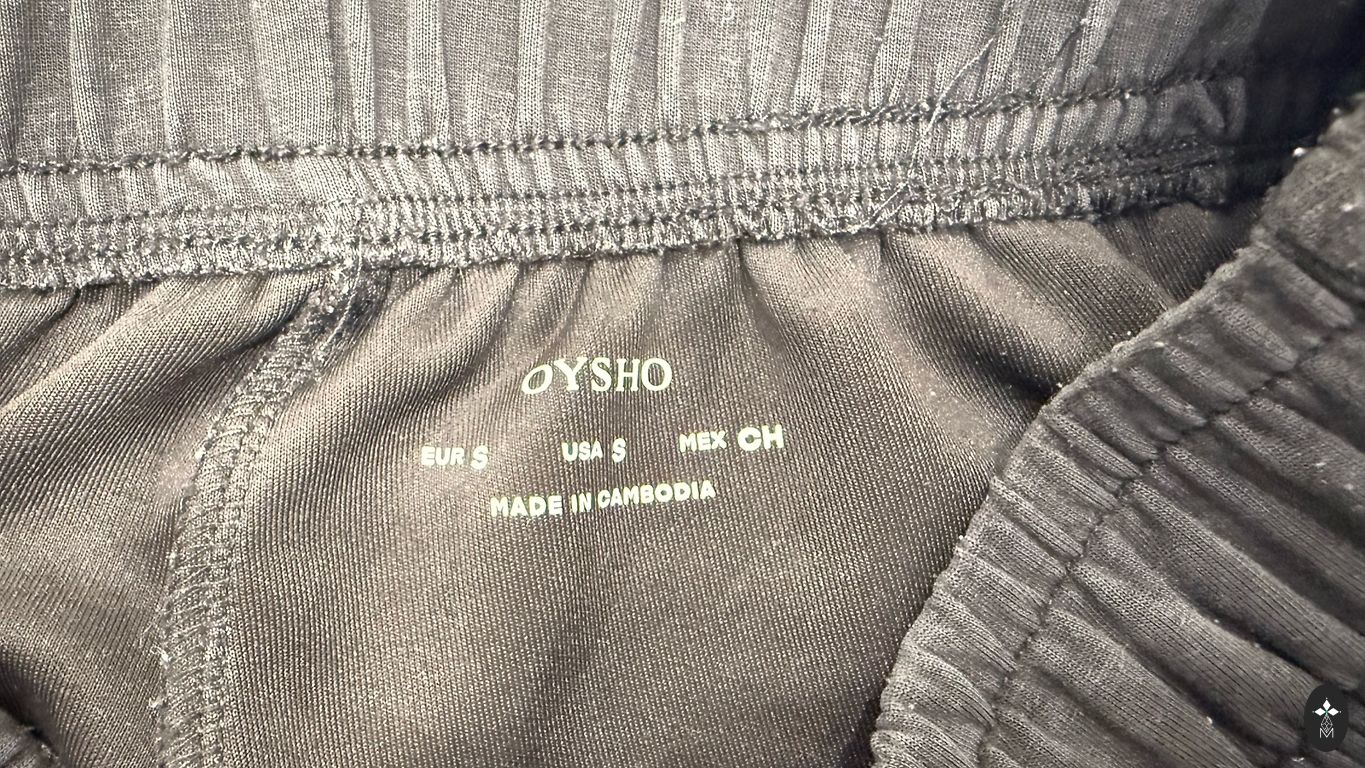 OYSHO
EUR S USA S MEX CH
MADE IN CAMBODIA
M